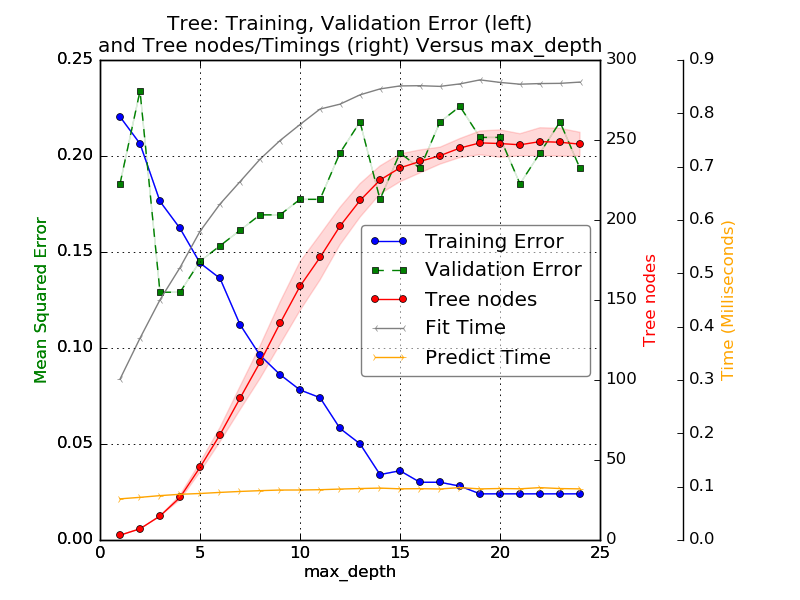 Tree: Training, Validation Error (left)
and Tree nodes/Timings (right) Versus max_depth
0.25
0.20
0.15
0.10
0.05
0.00
Mean Squared Error
0
5
10
15
20
25
max_depth
Training Error
Validation Error
Tree nodes
Fit Time
Predict Time
300
250
200
150
100
50
0
Tree nodes
0.9
0.8
0.7
0.6
0.5
0.4
0.3
0.2
0.1
0.0
Time (Milliseconds)